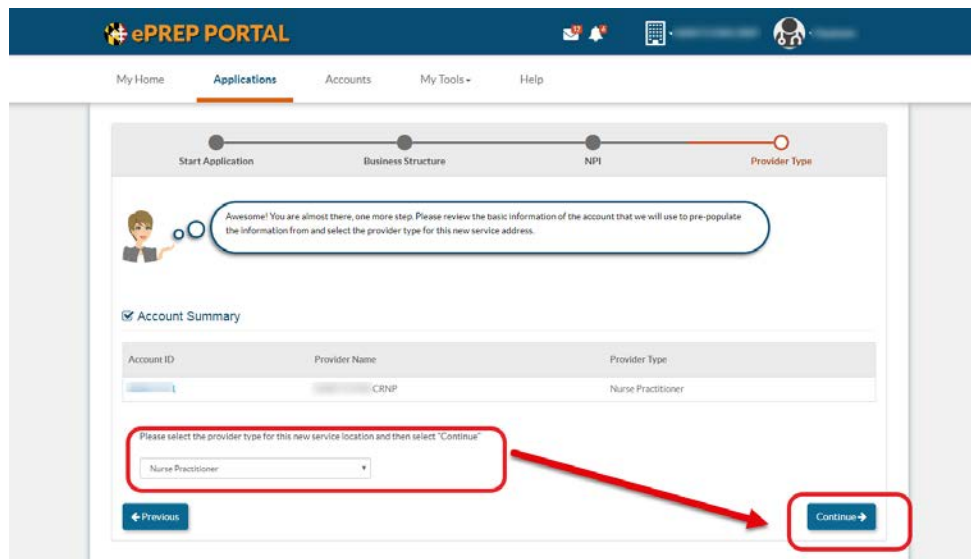 ePREP PORTAL
17
4
My Home Applications Accounts My Tools Help
Start Application Business Structure NPI Provider Type
Awesome! You are almost there, one more step. Please review the basic information of the account that we will use to pre-populate
the information from and select the provider type for this new service address.
Account Summary
Account ID Provider Name Provider Type
1 CRNP Nurse Practitioner
Please select the provider type for this new service location and then select "Continue"
Nurse Practitioner
Previous Continue